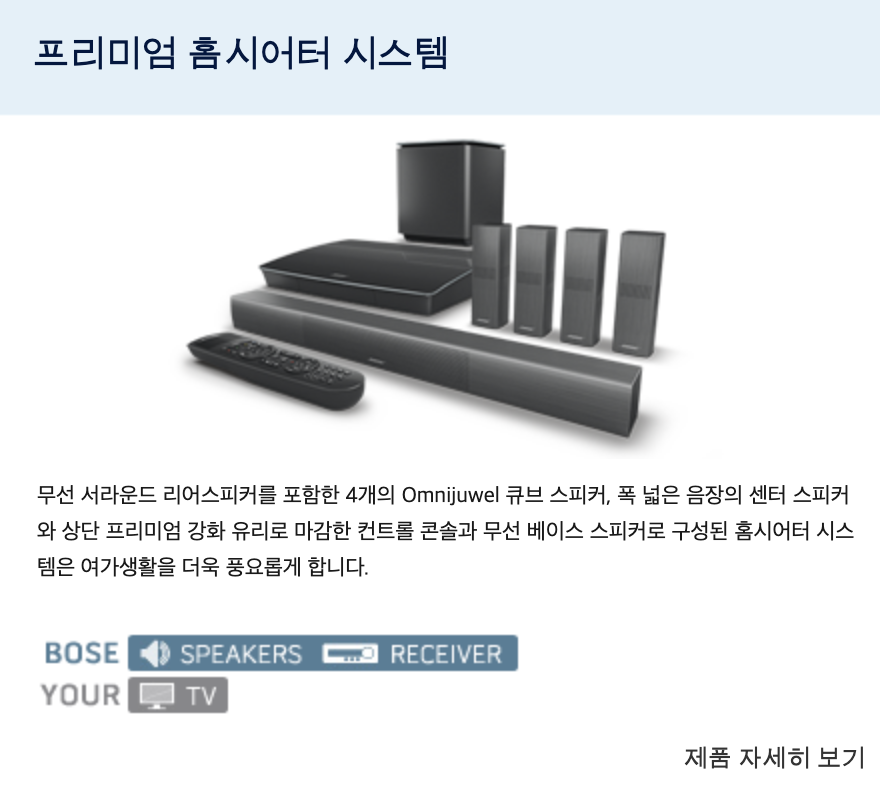 프리미엄 홈시어터 시스템
무선 서라운드 리어스피커를 포함한 4개의 Omnijuwel 큐브 스피커, 폭 넓은 음장의 센터 스피커
와 상단 프리미엄 강화 유리로 마감한 컨트롤 콘솔과 무선 베이스 스피커로 구성된 홈시어터 시스
템은 여가생활을 더욱 풍요롭게 합니다.
BOSE SPEAKERS RECEIVER
YOUR TV
제품 자세히 보기